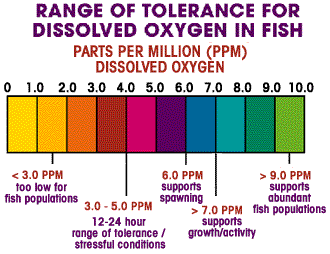 RANGE OF TOLERANCE FOR
DISSOLVED OXYGEN IN FISH
PARTS PER MILLION (PPM)
DISSOLVED OXYGEN
0 1.0 2.0 3.0 4.0 5.0 6.0 7.0 8.0 9.0 10.0
< 3.0 PPM
too low for
fish populations
3.0 - 5.0 PPM
12-24 hour
range of tolerance /
stressful conditions
6.0 PPM
supports
spawning
> 7.0 PPM
supports
growth/activity
> 9.0 PPM
supports
abundant
fish populations